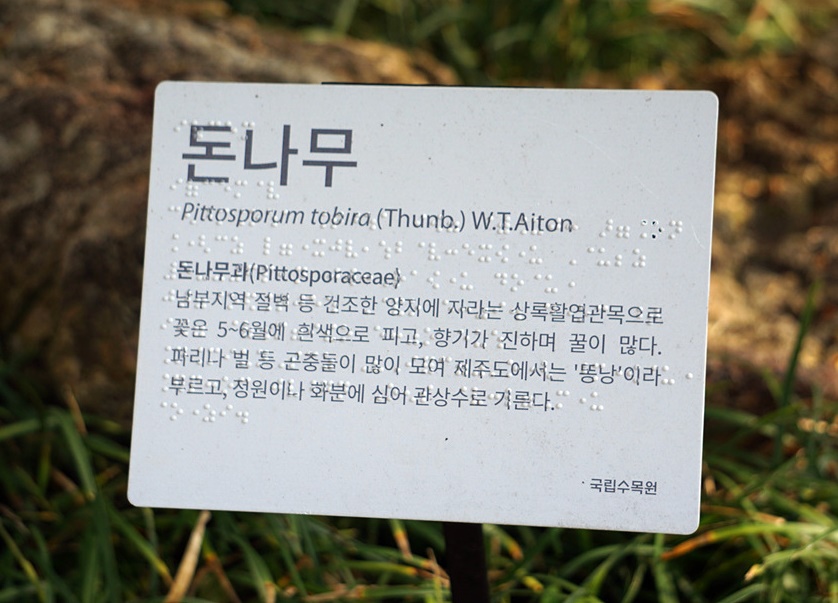 돈나무
Pittosporum tobira (Thunb.) W.T.Aiton
돈나무과(Pittosporaceae)
남부지역 절벽 등 건조한 양지에 자라는 상록활엽관목으로
꽃은 5~6월에 흰색으로 피고, 향기가 진하며 꿀이 많다.
파리나 벌 등 곤충들이 많이 모여 제주도에서는 '똥낭'이라
부르고, 정원이나 화분에 심어 관상수로 기른다.
· 국립수목원